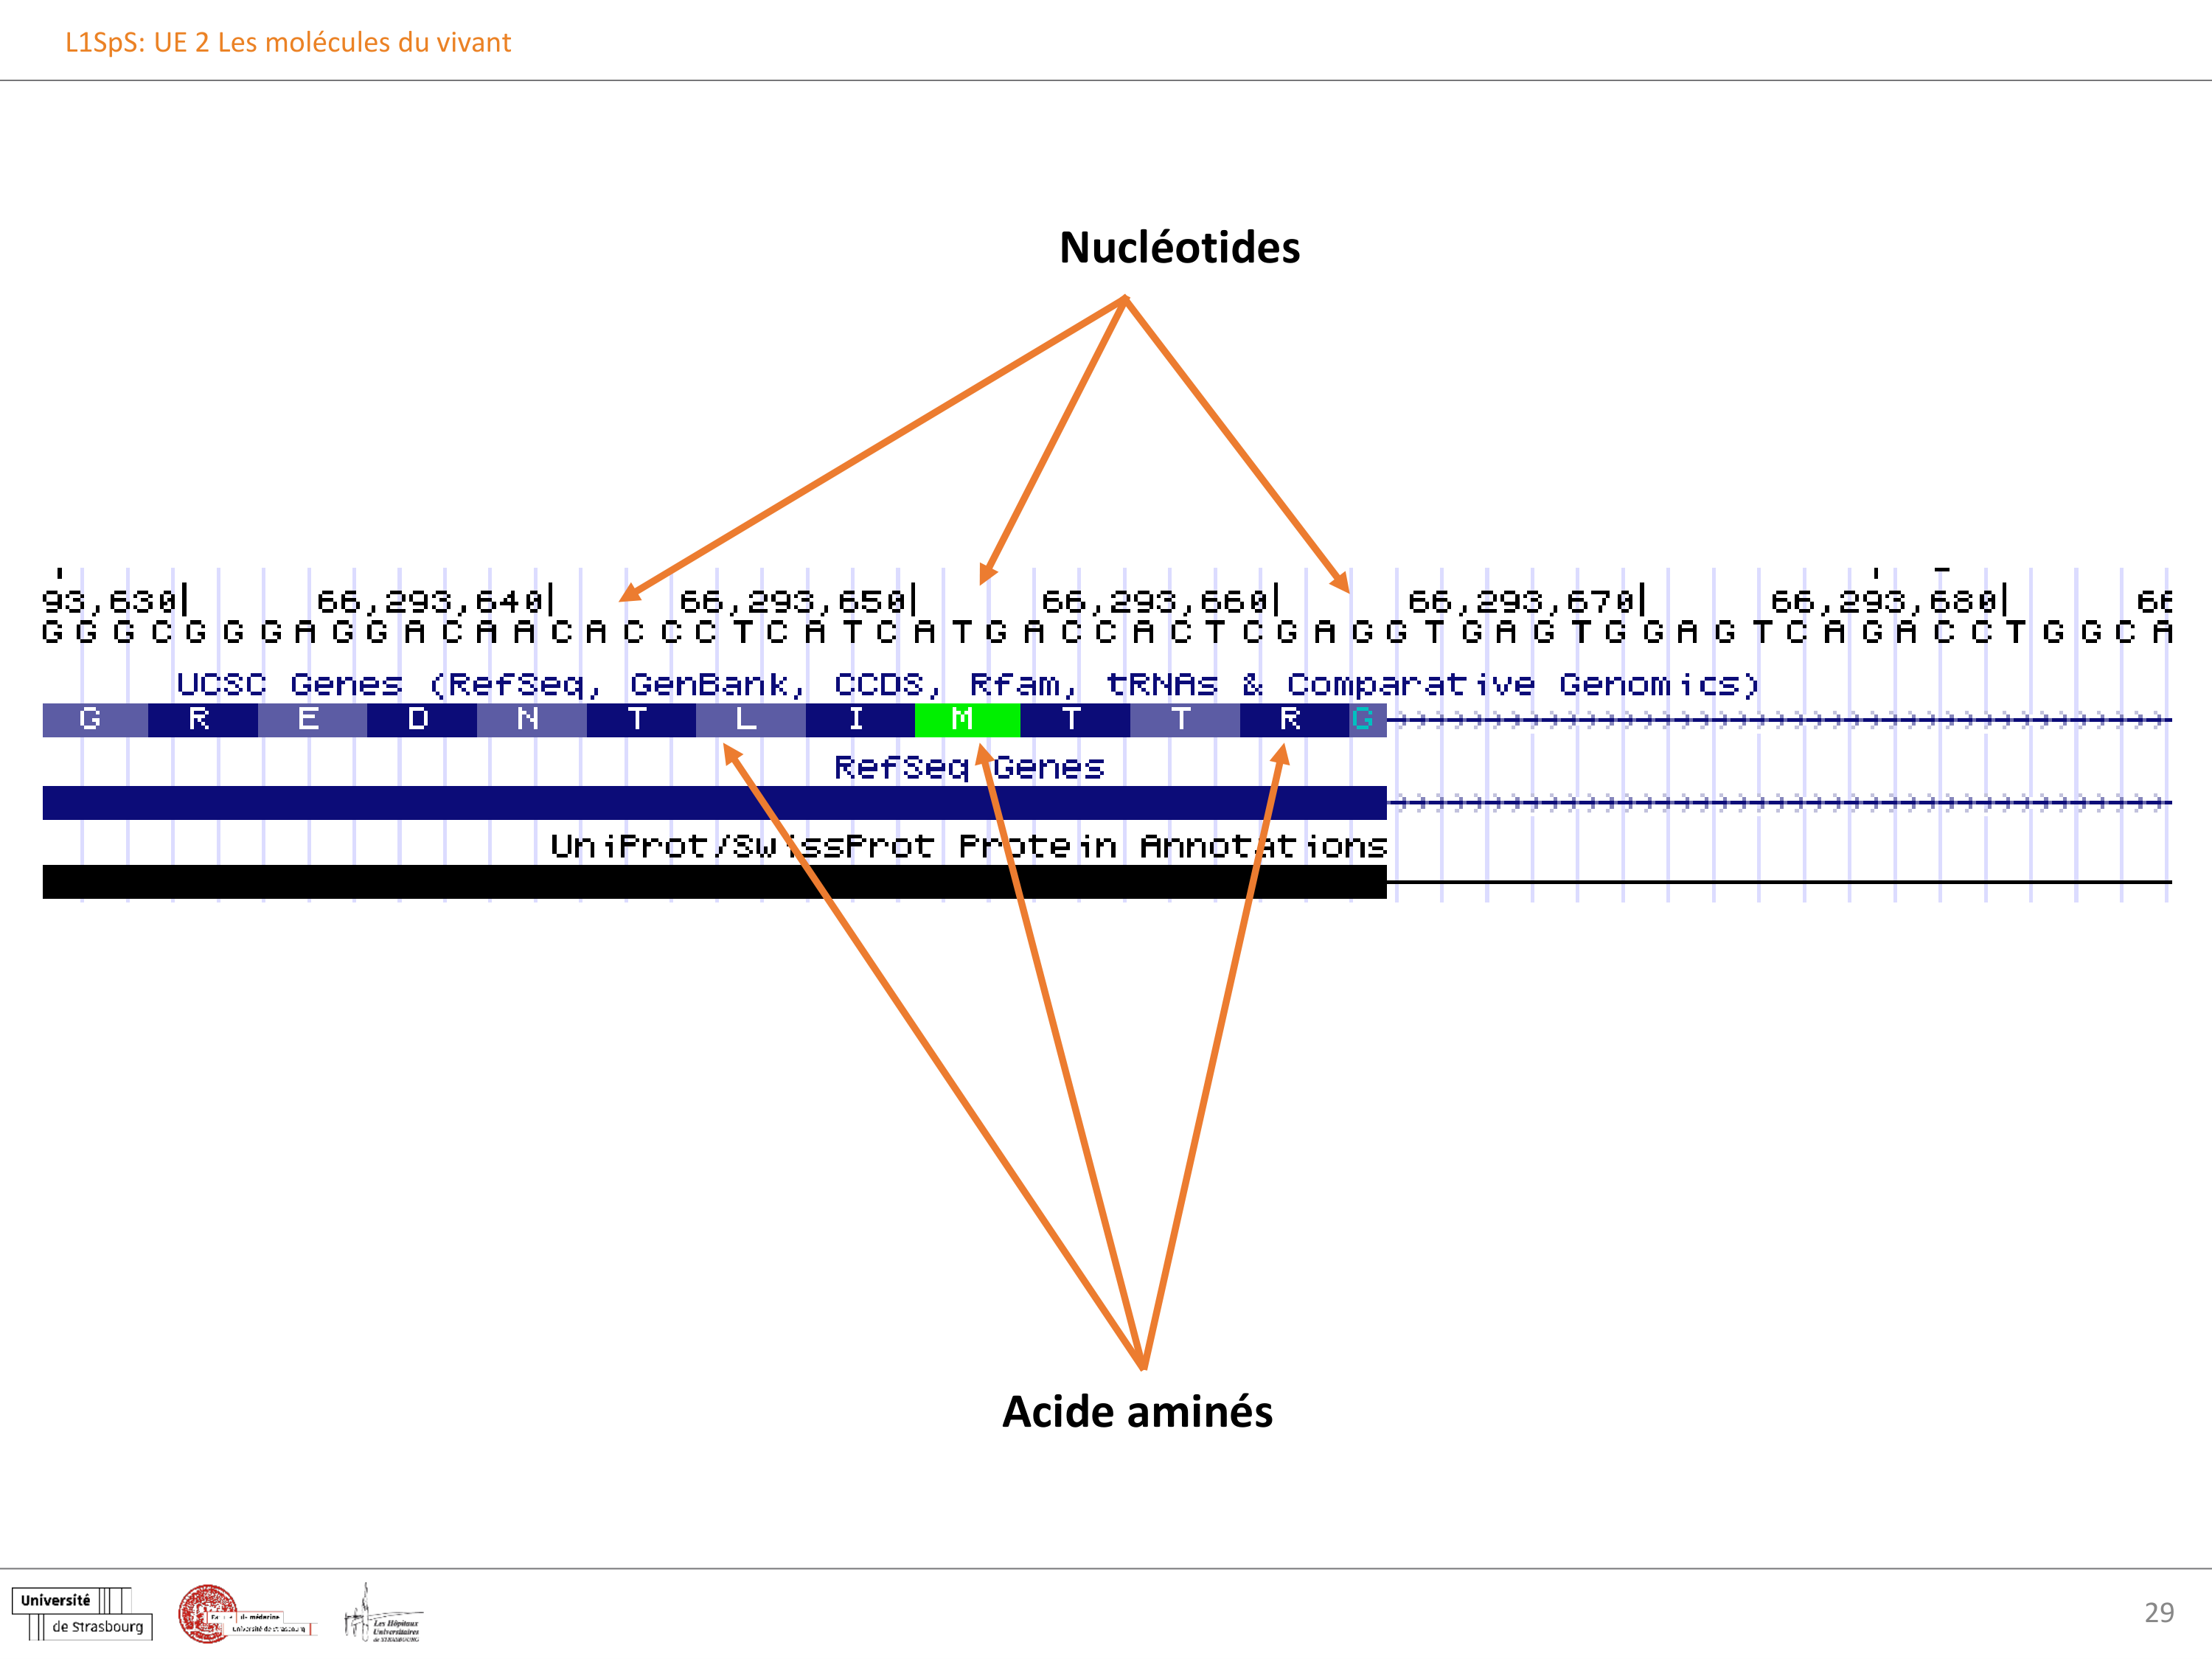 L1SpS: UE 2 Les molécules du vivant
Nucléotides
93,630| 66,293,640| 66,293,650| 66,293,660| 66,293,670| 66,293,680| 66
G G G C G G G A G G A C A A C A C C C T C A T C A T G A C C A C T C G A G G T G A G T G G A G T C A G A C C T G G C A
UCSC Genes (RefSeq, GenBank, CCDS, Rfam, tRNAs & Comparative Genomics)
G R E D N T L I M T T R G
RefSeq Genes
UniProt/SwissProt Protein Annotations
Acide aminés
Université
de Strasbourg
de médecine
Université de Strasbourg
Les Hôpitaux
Universitaires
de STRASBOURG
29